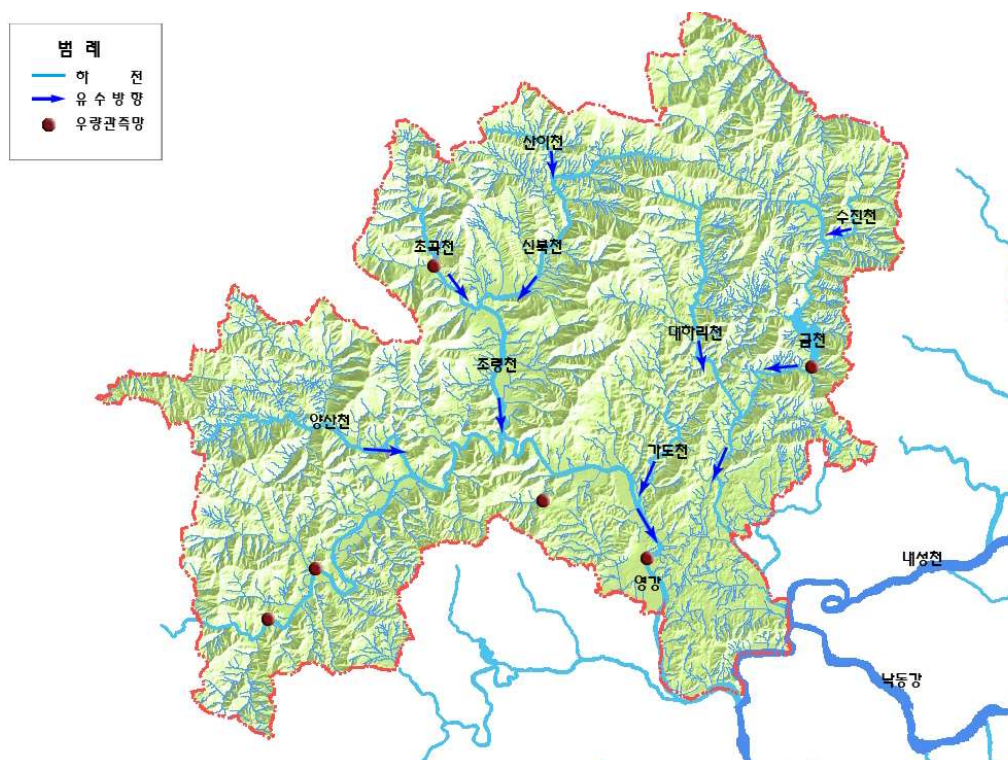 범 례
하 전
유수방향
우량관측망
산이천
수진천
초곡천
신북천
대하리천
금천
조령천
양산천
가도천
내성천
영강
낙동강